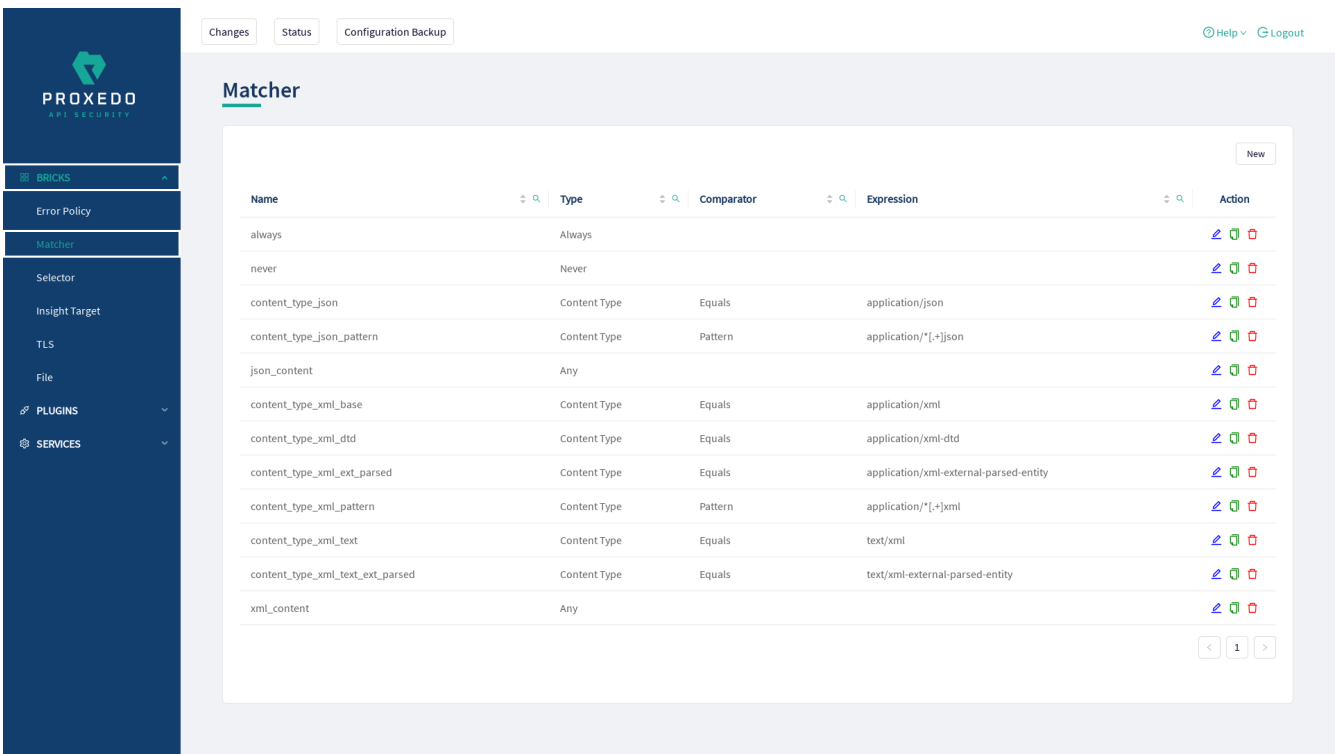 PROXEDO
API SECURITY
BRICKS
Error Policy
Matcher
Selector
Insight Target
TLS
File
PLUGINS
SERVICES
Changes Status Configuration Backup Help Logout
Matcher
New
Name Type Comparator Expression Action
always Always
never Never
content_type_json Content Type Equals application/json
content_type_json_pattern Content Type Pattern application/*[.+]json
json_content Any
content_type_xml_base Content Type Equals application/xml
content_type_xml_dtd Content Type Equals application/xml-dtd
content_type_xml_ext_parsed Content Type Equals application/xml-external-parsed-entity
content_type_xml_pattern Content Type Pattern application/*[.+]xml
content_type_xml_text Content Type Equals text/xml
content_type_xml_text_ext_parsed Content Type Equals text/xml-external-parsed-entity
xml_content Any
< 1 >